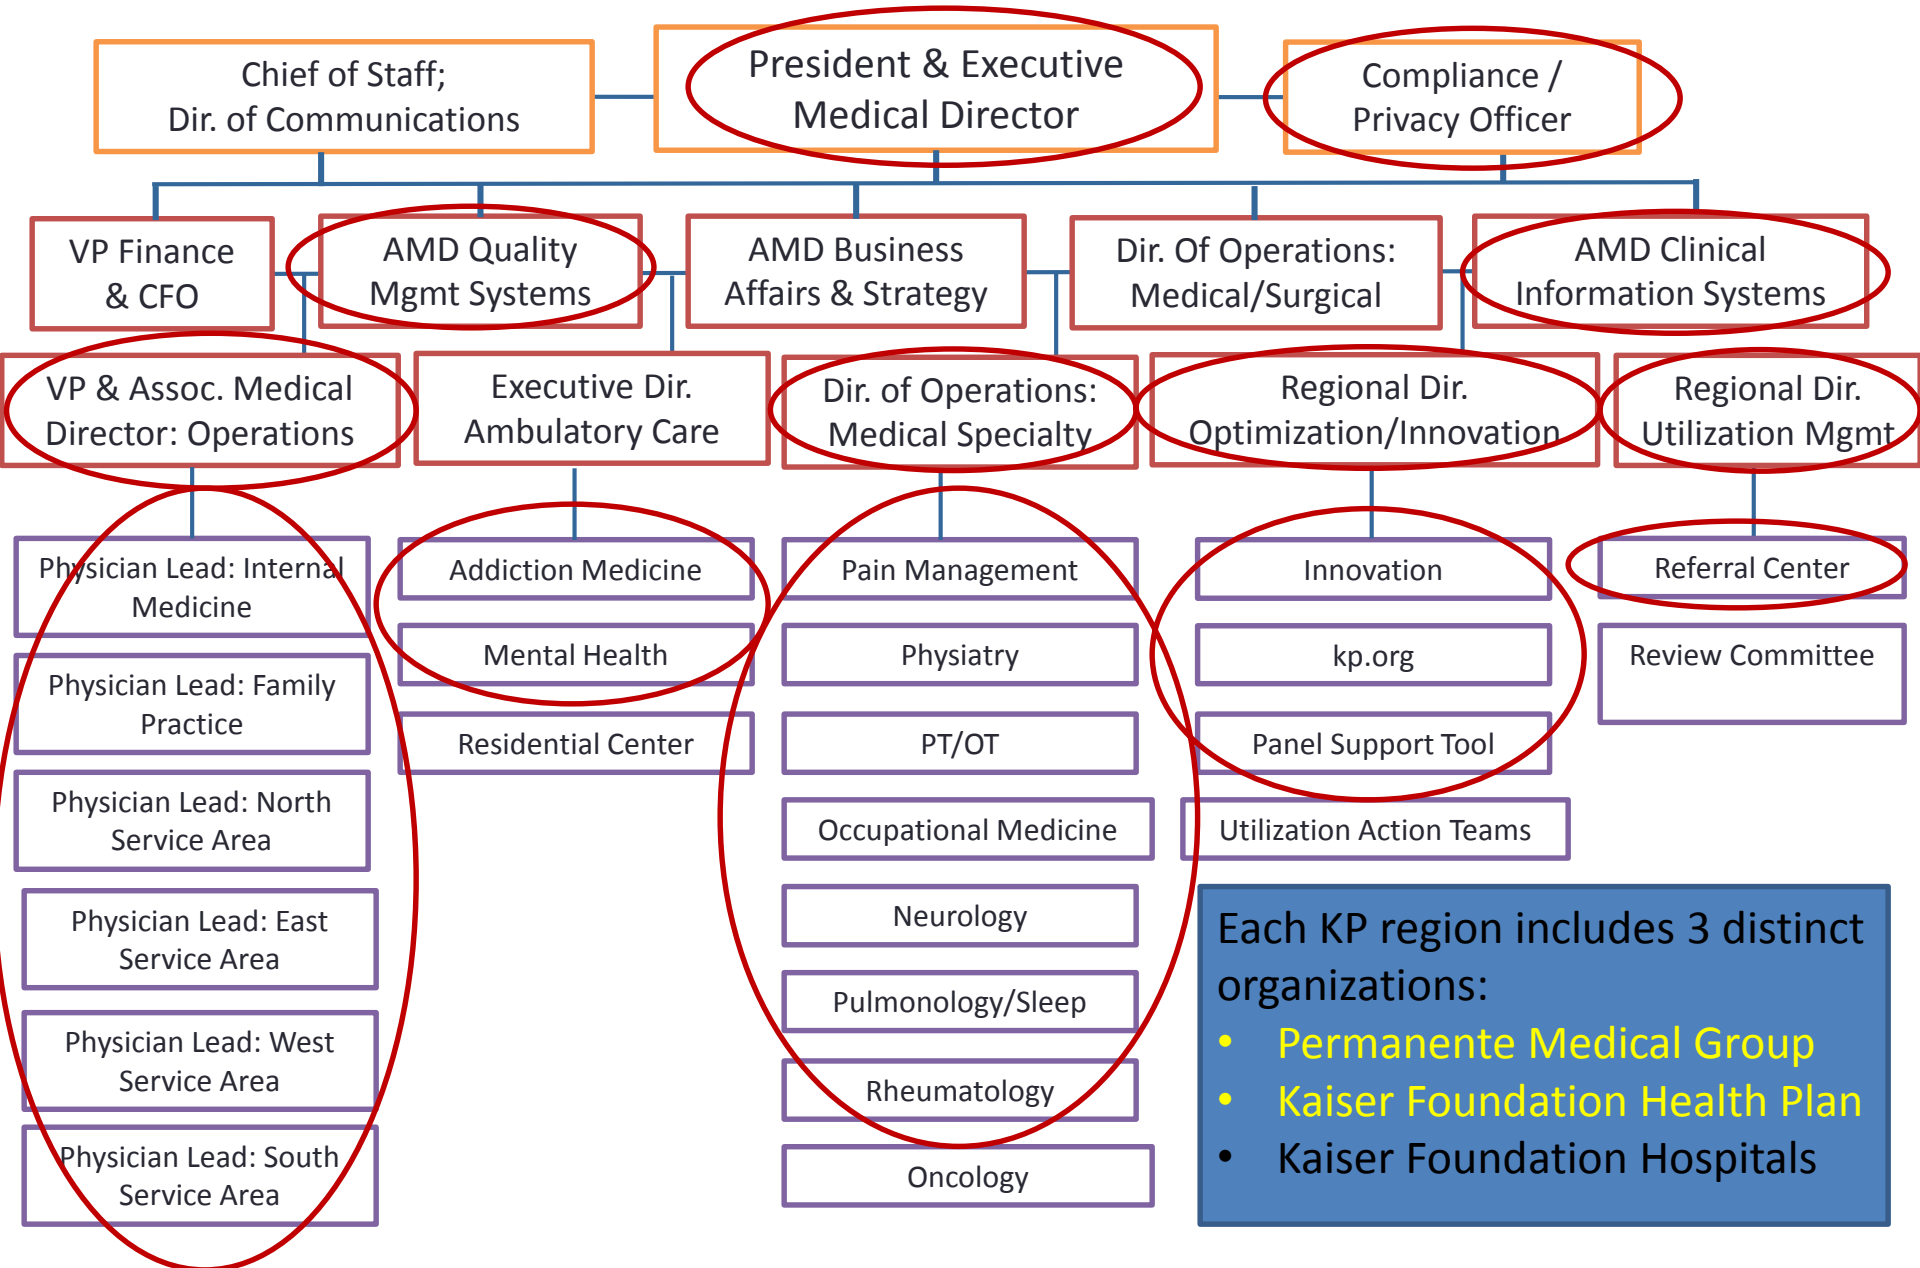 Chief of Staff;
Dir. of Communications
President & Executive
Medical Director
Compliance /
Privacy Officer
VP Finance
& CFO
AMD Quality
Mgmt Systems
AMD Business
Affairs & Strategy
Dir. Of Operations:
Medical/Surgical
AMD Clinical
Information Systems
VP & Assoc. Medical
Director: Operations
Executive Dir.
Ambulatory Care
Dir. of Operations:
Medical Specialty
Regional Dir.
Optimization/Innovation
Regional Dir.
Utilization Mgmt
Physician Lead: Internal
Medicine
Physician Lead: Family
Practice
Physician Lead: North
Service Area
Physician Lead: East
Service Area
Physician Lead: West
Service Area
Physician Lead: South
Service Area
Addiction Medicine
Mental Health
Residential Center
Pain Management
Physiatry
PT/OT
Occupational Medicine
Neurology
Pulmonology/Sleep
Rheumatology
Oncology
Innovation
kp.org
Panel Support Tool
Utilization Action Teams
Referral Center
Review Committee
Each KP region includes 3 distinct
organizations:
• Permanente Medical Group
• Kaiser Foundation Health Plan
• Kaiser Foundation Hospitals